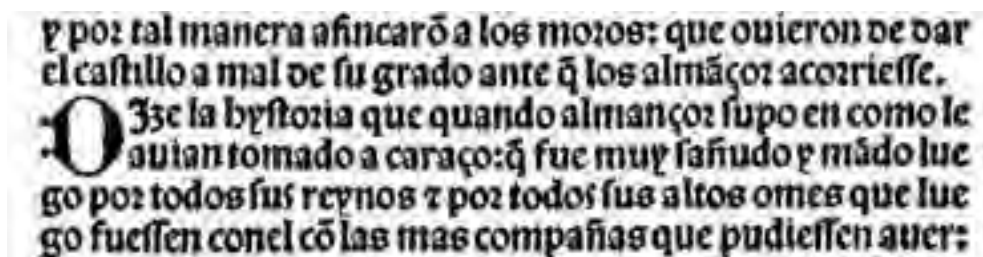 y por tal manera afincarõ a los moros: que ouieron de dar
el castillo a mal de su grado ante q̃ los almãçor acorriesse.
DIze la hystoria que quando almançor supo en como le
auian tomado a caraço: q̃ fue muy sañudo y mãdo lue
go por todos sus reynos ⁊ por todos sus altos omes que lue
go fuessen conel cõ las mas compañas que pudiessen auer: